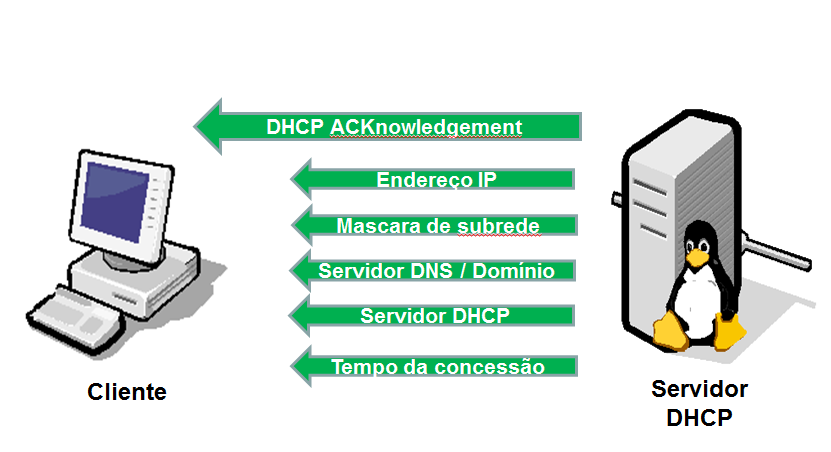 DHCP ACKnowledgement
Endereço IP
Mascara de subrede
Servidor DNS / Domínio
Servidor DHCP
Tempo da concessão
Cliente
Servidor
DHCP